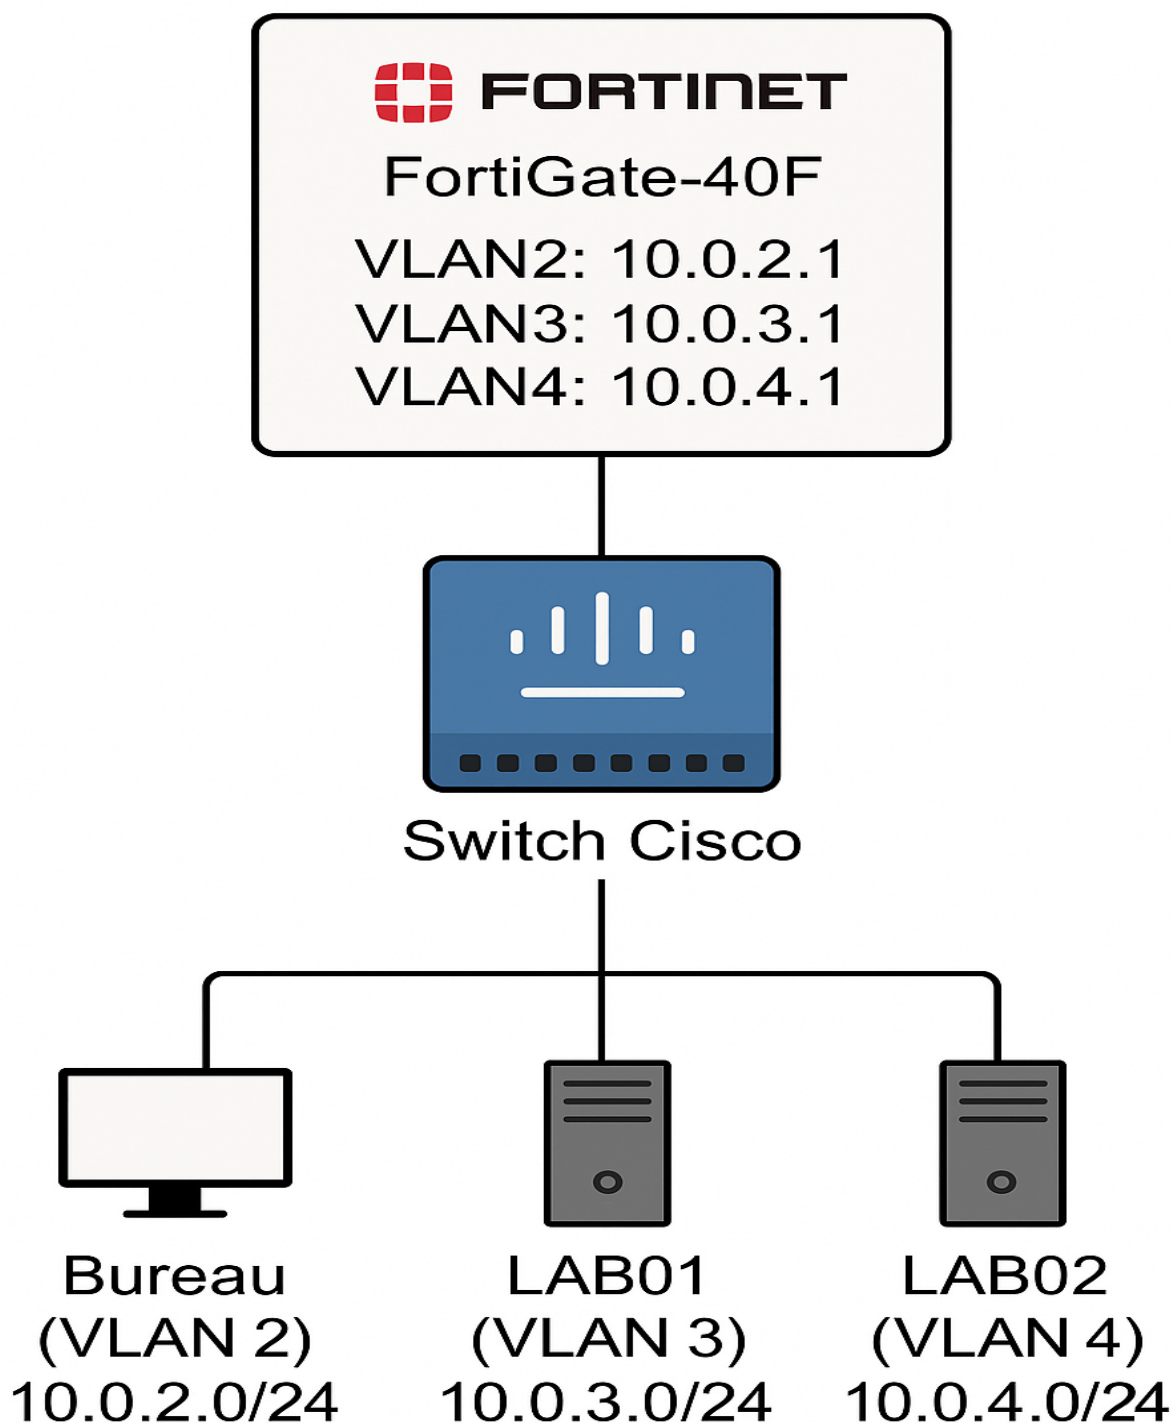 FORTINET
FortiGate-40F
VLAN2: 10.0.2.1
VLAN3: 10.0.3.1
VLAN4: 10.0.4.1
Switch Cisco
Bureau
(VLAN 2)
10.0.2.0/24
LAB01
(VLAN 3)
10.0.3.0/24
LAB02
(VLAN 4)
10.0.4.0/24